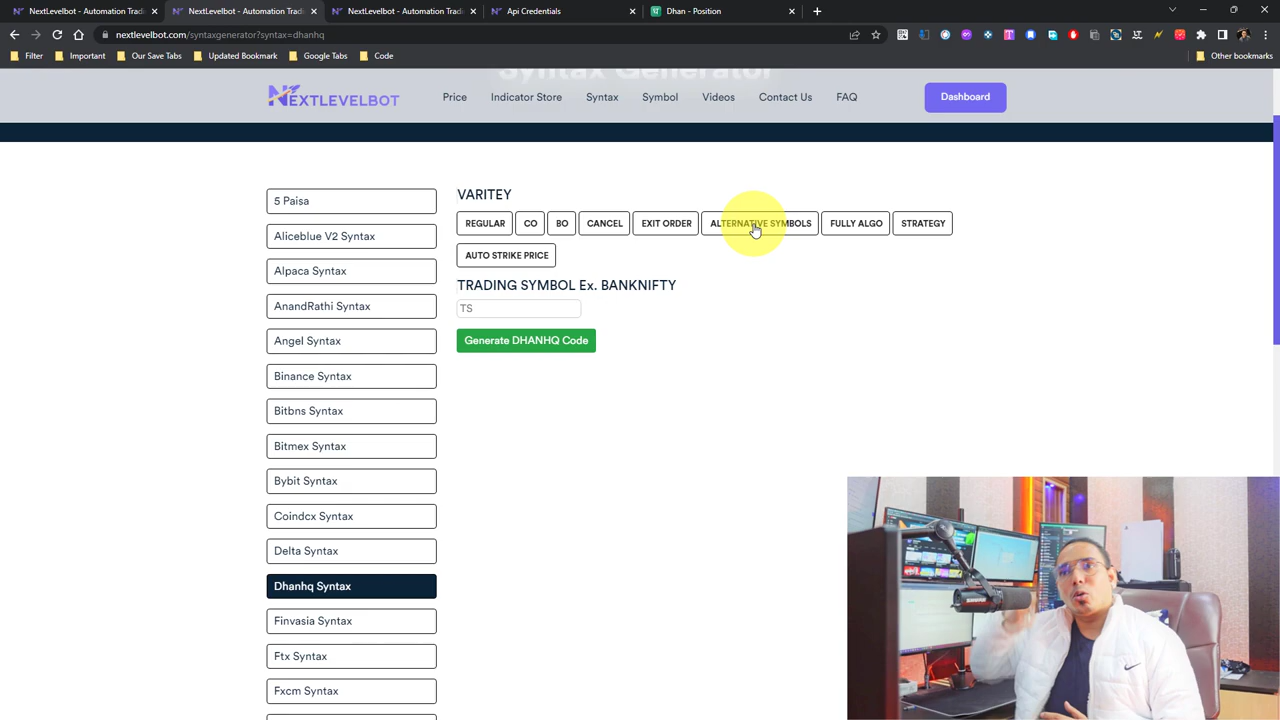 NextLevelBot - Automation Tradi
NextLevelBot - Automation Tradi
NextLevelBot - Automation Tradi
Api Credentials
Dhan - Position
nextlevelbot.com/syntaxgenerator?syntax=dhanhq
Filter
Important
Our Save Tabs
Updated Bookmark
Google Tabs
Code
Other bookmarks
Syntax Generator
NEXTLEVELBOT
Price
Indicator Store
Syntax
Symbol
Videos
Contact Us
FAQ
Dashboard
5 Paisa
Aliceblue V2 Syntax
Alpaca Syntax
AnandRathi Syntax
Angel Syntax
Binance Syntax
Bitbns Syntax
Bitmex Syntax
Bybit Syntax
Coindcx Syntax
Delta Syntax
Dhanhq Syntax
Finvasia Syntax
Ftx Syntax
Fxcm Syntax
VARITEY
REGULAR
CO
BO
CANCEL
EXIT ORDER
ALTERNATIVE SYMBOLS
FULLY ALGO
STRATEGY
AUTO STRIKE PRICE
TRADING SYMBOL Ex. BANKNIFTY
TS
Generate DHANHQ Code